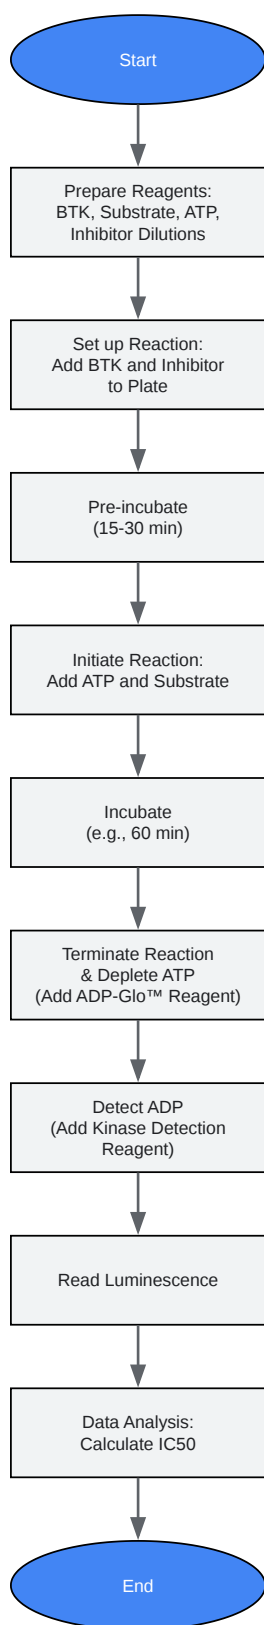 Start
Prepare Reagents:
BTK, Substrate, ATP,
Inhibitor Dilutions
Set up Reaction:
Add BTK and Inhibitor
to Plate
Pre-incubate
(15-30 min)
Initiate Reaction:
Add ATP and Substrate
Incubate
(e.g., 60 min)
Terminate Reaction
& Deplete ATP
(Add ADP-Glo™ Reagent)
Detect ADP
(Add Kinase Detection
Reagent)
Read Luminescence
Data Analysis:
Calculate IC50
End